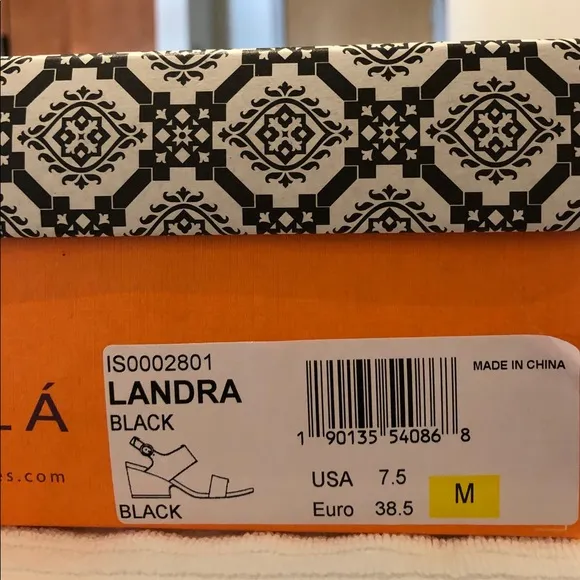 LÁ
es.com
IS0002801
LANDRA
BLACK
BLACK
1 90135 54086 8
MADE IN CHINA
USA 7.5
Euro 38.5
M